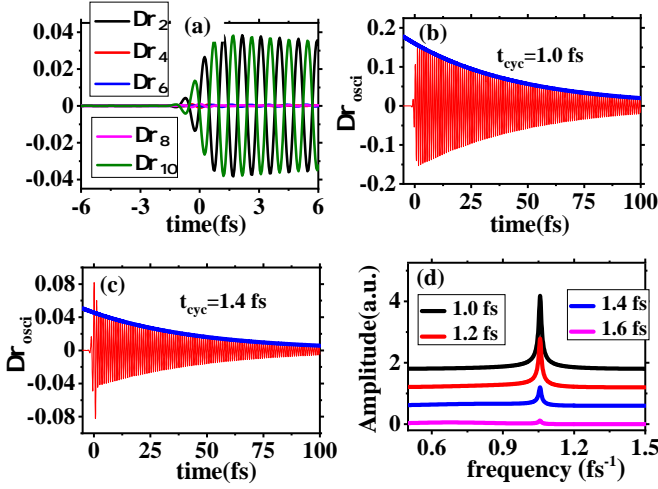 (a)
Dr2
Dr4
Dr6
Dr8
Dr10
0.04
0.02
0
-0.02
-0.04
-6 -3 0 3 6
time(fs)
(b)
tcyc=1.0 fs
Drosci
0.2
0.1
0.0
-0.1
-0.2
0 25 50 75 100
time(fs)
(c)
tcyc=1.4 fs
Drosci
0.08
0.04
0.00
-0.04
-0.08
0 25 50 75 100
time(fs)
(d)
1.0 fs
1.2 fs
1.4 fs
1.6 fs
Amplitude(a.u.)
4
2
0
0.6 0.9 1.2 1.5
frequency (fs-1)